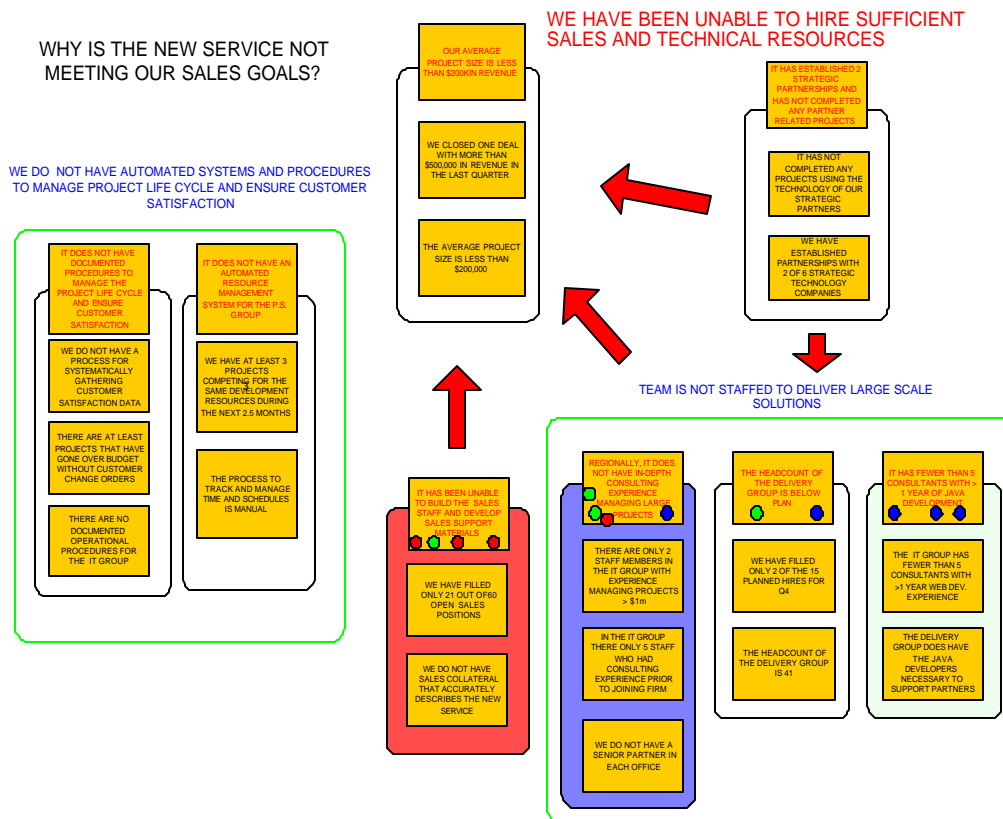 WHY IS THE NEW SERVICE NOT
MEETING OUR SALES GOALS?
WE HAVE BEEN UNABLE TO HIRE SUFFICIENT
SALES AND TECHNICAL RESOURCES
OUR AVERAGE
PROJECT SIZE IS LESS
THAN $200KIN REVENUE
WE CLOSED ONE DEAL
WITH MORE THAN
$500,000 IN REVENUE IN
THE LAST QUARTER
THE AVERAGE PROJECT
SIZE IS LESS THAN
$200,000
IT HAS ESTABLISHED 2
STRATEGIC
PARTNERSHIPS AND
HAS NOT COMPLETED
ANY PARTNER
RELATED PROJECTS
IT HAS NOT
COMPLETED ANY
PROJECTS USING THE
TECHNOLOGY OF OUR
STRATEGIC
PARTNERS
WE HAVE
ESTABLISHED
PARTNERSHIPS WITH
2 OF 6 STRATEGIC
TECHNOLOGY
COMPANIES
WE DO NOT HAVE AUTOMATED SYSTEMS AND PROCEDURES
TO MANAGE PROJECT LIFE CYCLE AND ENSURE CUSTOMER
SATISFACTION
IT DOES NOT HAVE
DOCUMENTED
PROCEDURES TO
MANAGE THE
PROJECT LIFE CYCLE
AND ENSURE
CUSTOMER
SATISFACTION
WE DO NOT HAVE A
PROCESS FOR
SYSTEMATICALLY
GATHERING
CUSTOMER
SATISFACTION DATA
THERE ARE AT LEAST
PROJECTS THAT HAVE
GONE OVER BUDGET
WITHOUT CUSTOMER
CHANGE ORDERS
THERE ARE NO
DOCUMENTED
OPERATIONAL
PROCEDURES FOR
THE IT GROUP
IT DOES NOT HAVE AN
AUTOMATED
RESOURCE
MANAGEMENT
SYSTEM FOR THE P.S.
GROUP
WE HAVE AT LEAST 3
PROJECTS
COMPETING FOR THE
3
SAME DEVELOPMENT
RESOURCES DURING
THE NEXT 2.5 MONTHS
THE PROCESS TO
TRACK AND MANAGE
TIME AND SCHEDULES
IS MANUAL
IT HAS BEEN UNABLE
TO BUILD THE SALES
STAFF AND DEVELOP
SALES SUPPORT
MATERIALS
WE HAVE FILLED
ONLY 21 OUT OF60
OPEN SALES
POSITIONS
WE DO NOT HAVE
SALES COLLATERAL
THAT ACCURATELY
DESCRIBES THE NEW
SERVICE
TEAM IS NOT STAFFED TO DELIVER LARGE SCALE
SOLUTIONS
REGIONALLY, IT DOES
NOT HAVE IN-DEPTH
CONSULTING
EXPERIENCE
MANAGING LARGE
PROJECTS
THERE ARE ONLY 2
STAFF MEMBERS IN
THE IT GROUP WITH
EXPERIENCE
MANAGING PROJECTS
> $1m
IN THE IT GROUP
THERE ONLY 5 STAFF
WHO HAD
CONSULTING
EXPERIENCE PRIOR
TO JOINING FIRM
WE DO NOT HAVE A
SENIOR PARTNER IN
EACH OFFICE
THE HEADCOUNT OF
THE DELIVERY
GROUP IS BELOW
PLAN
WE HAVE FILLED
ONLY 2 OF THE 15
PLANNED HIRES FOR
Q4
THE HEADCOUNT OF
THE DELIVERY GROUP
IS 41
IT HAS FEWER THAN 5
CONSULTANTS WITH >
1 YEAR OF JAVA
DEVELOPMENT
THE IT GROUP HAS
FEWER THAN 5
CONSULTANTS WITH
>1 YEAR WEB DEV.
EXPERIENCE
THE DELIVERY
GROUP DOES HAVE
THE JAVA
DEVELOPERS
NECESSARY TO
SUPPORT PARTNERS